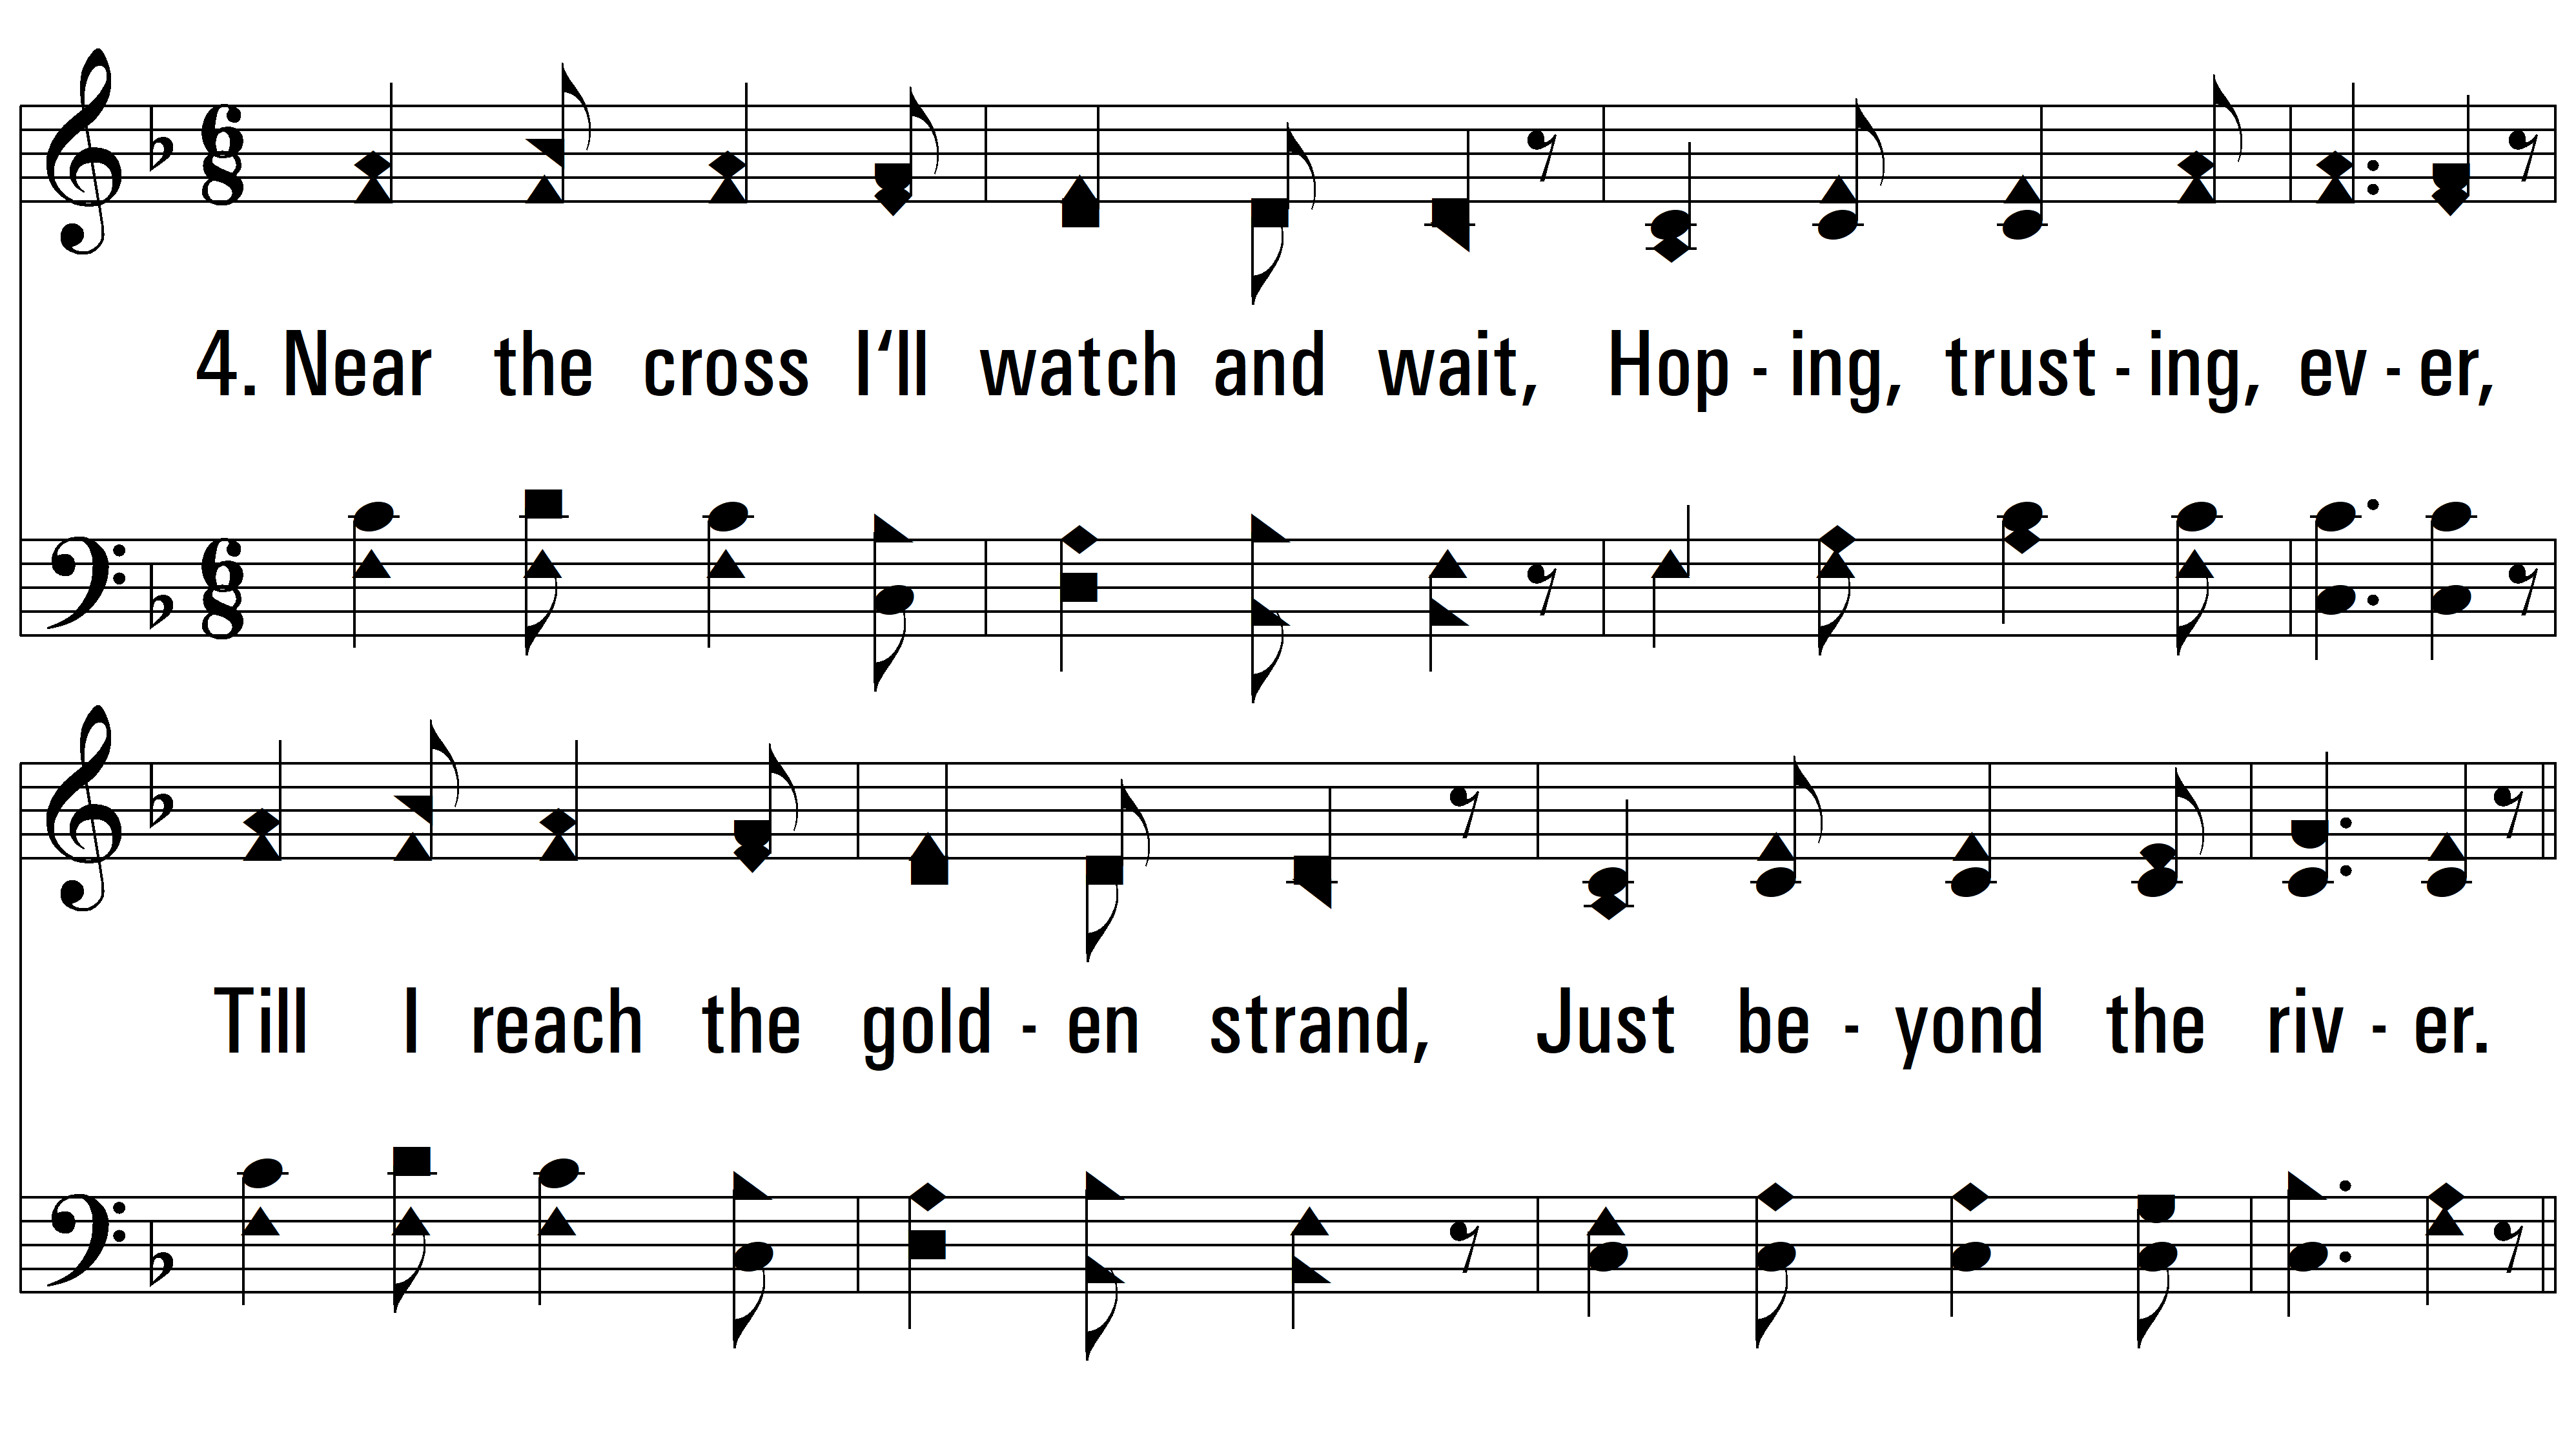 4. Near the cross I‘ll watch and wait, Hop - ing, trust - ing, ev - er,
Till I reach the gold - en strand, Just be - yond the riv - er.